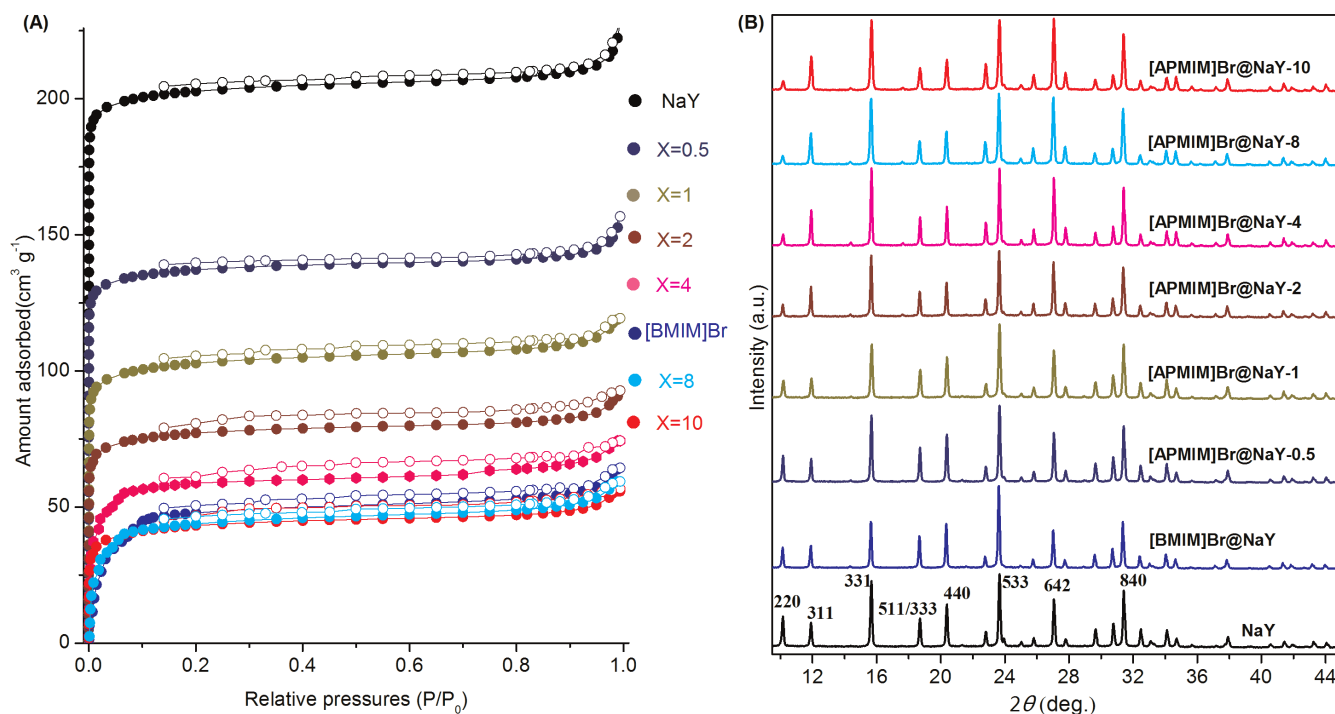 (A)
Amount adsorbed(cm³ g⁻¹)
200
150
100
50
0
0.0 0.2 0.4 0.6 0.8 1.0
Relative pressures (P/P₀)
NaY
X=0.5
X=1
X=2
X=4
[BMIM]Br
X=8
X=10
(B)
Intensity (a.u.)
[APMIM]Br@NaY-10
[APMIM]Br@NaY-8
[APMIM]Br@NaY-4
[APMIM]Br@NaY-2
[APMIM]Br@NaY-1
[APMIM]Br@NaY-0.5
[BMIM]Br@NaY
220 311 331 511/333 440 533 642 840
NaY
12 16 20 24 28 32 36 40 44
2θ (deg.)